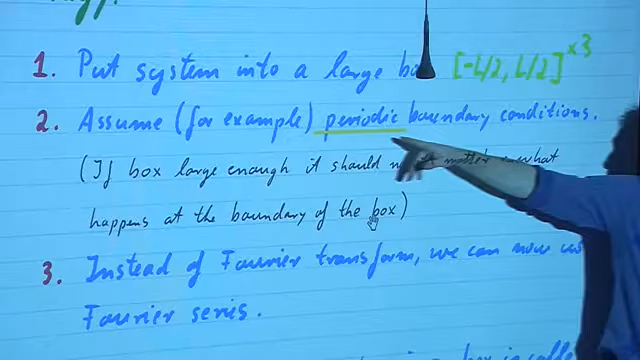 1. Put system into a large [-L/2, L/2]^×3
2. Assume (for example) periodic boundary conditions.
(If box large enough it should matter what
happens at the boundary of the box)
3. Instead of Fourier transform, we can now
Fourier series.